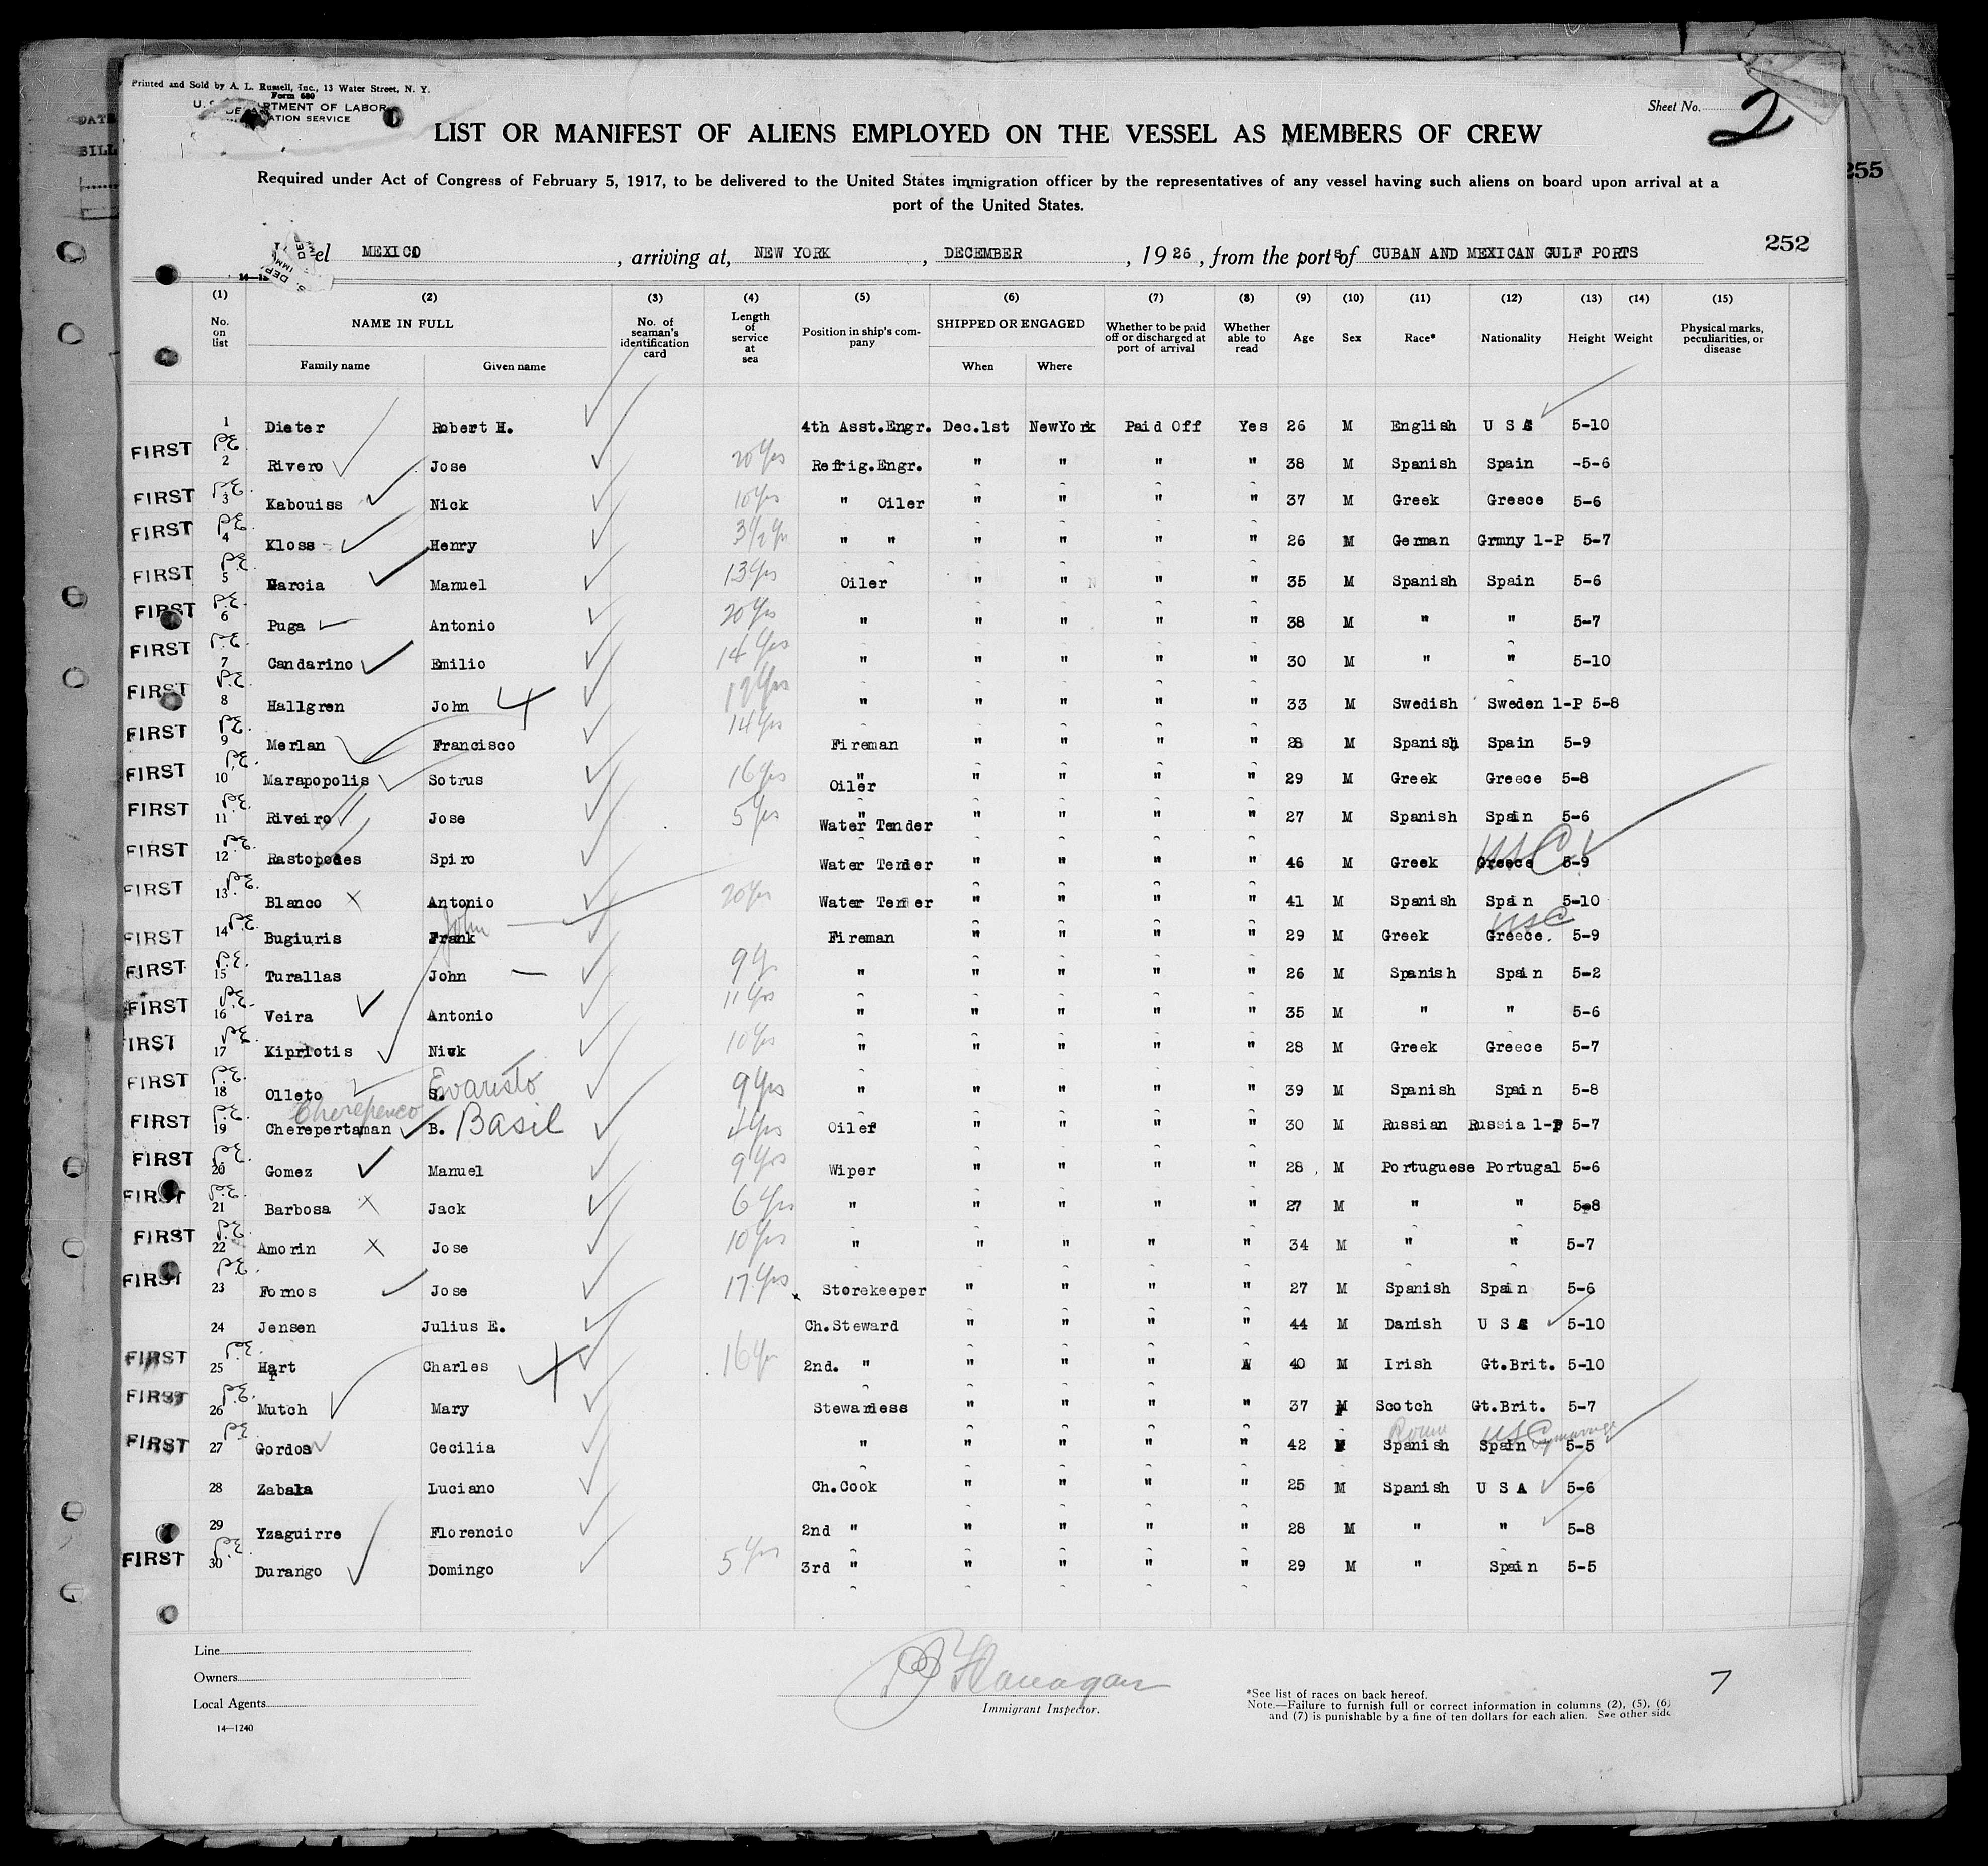 Printed and Sold by A. L. Russell, Inc., 13 Water Street, N. Y.
Form 680
U. S. DEPARTMENT OF LABOR
IMMIGRATION SERVICE
Sheet No. 2
LIST OR MANIFEST OF ALIENS EMPLOYED ON THE VESSEL AS MEMBERS OF CREW
Required under Act of Congress of February 5, 1917, to be delivered to the United States immigration officer by the representatives of any vessel having such aliens on board upon arrival at a
port of the United States.
255
252
el MEXICO, arriving at, NEW YORK, DECEMBER, 1926, from the ports of CUBAN AND MEXICAN GULF PORTS
(1) (2) (3) (4) (5) (6) (7) (8) (9) (10) (11) (12) (13) (14) (15)
No. on list NAME IN FULL Family name Given name No. of seaman's identification card Length of service at sea Position in ship's company SHIPPED OR ENGAGED When Where Whether to be paid off or discharged at port of arrival Whether able to read Age Sex Race* Nationality Height Weight Physical marks, peculiarities, or disease
1 Dieter Robert H. 4th Asst.Engr. Dec.1st NewYork Paid Off Yes 26 M English U S A 5-10
FIRST P.E. 2 Rivero Jose 20 yrs Refrig.Engr. " " " " 38 M Spanish Spain -5-6
FIRST P.E. 3 Kabouiss Nick 10 yrs " Oiler " " " " 37 M Greek Greece 5-6
FIRST P.E. 4 Kloss Henry 3 1/2 yr " " " " " " 26 M German Grmny 1-P 5-7
FIRST P.E. 5 Garcia Manuel 13 yrs Oiler " " " " 35 M Spanish Spain 5-6
FIRST P.E. 6 Puga Antonio 20 yrs " " " " " 38 M " " 5-7
FIRST P.E. 7 Candarino Emilio 14 yrs " " " " " 30 M " " 5-10
FIRST P.E. 8 Hallgren John 19 yrs " " " " " 33 M Swedish Sweden 1-P 5-8
FIRST P.E. 9 Merlan Francisco 14 yrs Fireman " " " " 28 M Spanish Spain 5-9
FIRST P.E. 10 Marapopolis Sotrus 16 yrs " Oiler " " " " 29 M Greek Greece 5-8
FIRST P.E. 11 Riveiro Jose 5 yrs " Water Tender " " " " 27 M Spanish Spain 5-6
FIRST P.E. 12 Rastopodes Spiro Water Tender " " " " 46 M Greek Greece USC 5-9
FIRST P.E. 13 Blanco Antonio 20 yrs Water Tender " " " " 41 M Spanish Spain 5-10
FIRST P.E. 14 Bugiuris Frank John Fireman " " " " 29 M Greek Greece. USC 5-9
FIRST P.E. 15 Turallas John 9 yr " " " " " 26 M Spanish Spain 5-2
FIRST P.E. 16 Veira Antonio 11 yrs " " " " " 35 M " " 5-6
FIRST P.E. 17 Kipriotis Nick 10 yrs " " " " " 28 M Greek Greece 5-7
FIRST P.E. 18 Olleto S. Evaristo 9 yrs " " " " " 39 M Spanish Spain 5-8
FIRST P.E. 19 Cherepertaman Cherepenco B. Basil 4 yrs Oiler " " " " 30 M Russian Russia 1-P 5-7
FIRST P.E. 20 Gomez Manuel 9 yrs Wiper " " " " 28 M Portuguese Portugal 5-6
FIRST P.E. 21 Barbosa Jack 6 yrs " " " " " 27 M " " 5-8
FIRST P.E. 22 Amorin Jose 10 yrs " " " " " 34 M " " 5-7
FIRST P.E. 23 Fornos Jose 17 yrs Storekeeper " " " " 27 M Spanish Spain 5-6
24 Jensen Julius E. Ch.Steward " " " " 44 M Danish U S A 5-10
FIRST P.E. 25 Hart Charles 16 yr 2nd. " " " " " 40 M Irish Gt.Brit. 5-10
FIRST P.E. 26 Mutch Mary Stewardess " " " " 37 F Scotch Gt.Brit. 5-7
FIRST P.E. 27 Gordos Cecilia " " " " " 42 F Spanish Spain USC by marriage 5-5
28 Zabala Luciano Ch.Cook " " " " 25 M Spanish U S A 5-6
29 Yzaguirre Florencio 2nd " " " " " 28 M " " 5-8
FIRST P.E. 30 Durango Domingo 5 yrs 3rd " " " " " 29 M " Spain 5-5
Line
Owners
Local Agents
14—1240
Flanagan
Immigrant Inspector.
*See list of races on back hereof.
Note.—Failure to furnish full or correct information in columns (2), (5), (6)
and (7) is punishable by a fine of ten dollars for each alien. See other side
7